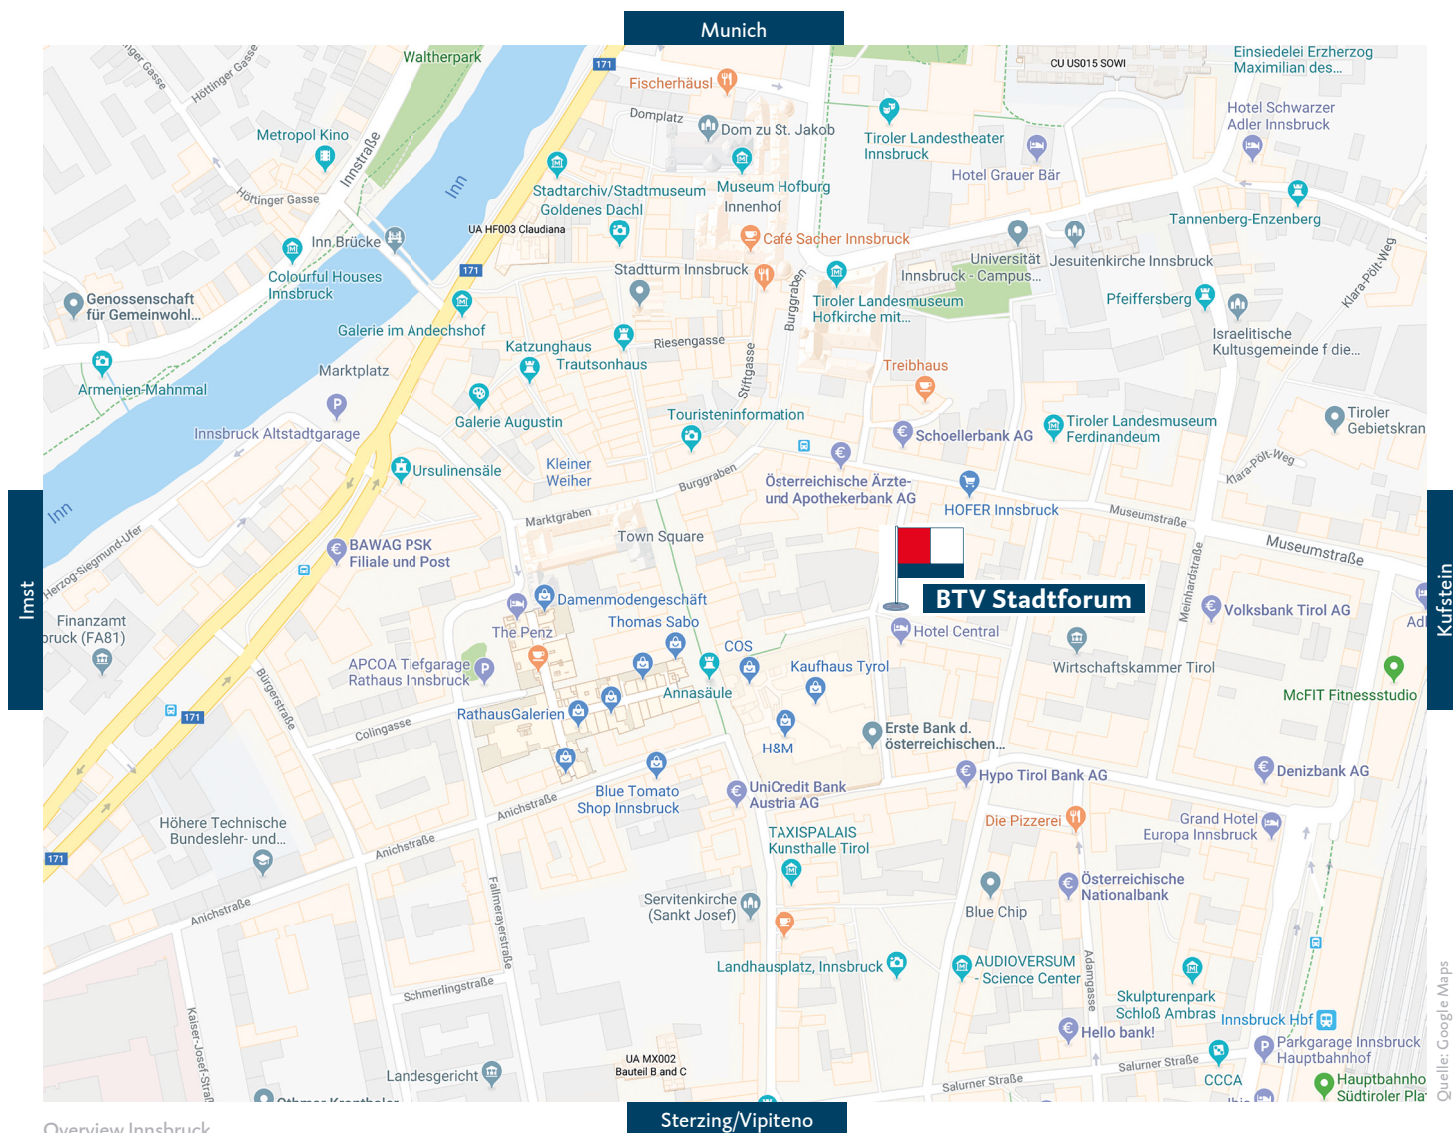 Munich
Waltherpark
171
CU US015 SOWI
Einsiedelei Erzherzog
Maximilian des...
Höttinger Gasse
Fischerhäusl
Domplatz
Dom zu St. Jakob
Tiroler Landestheater
Innsbruck
Hotel Schwarzer
Adler Innsbruck
Metropol Kino
Innstraße
Hotel Grauer Bär
Inn
Stadtarchiv/Stadtmuseum
Museum Hofburg
Innenhof
Goldenes Dachl
Höttinger Gasse
Tannenberg-Enzenberg
UA HF003 Claudiana
Café Sacher Innsbruck
Inn Brücke
Universität
Innsbruck - Campus...
Jesuitenkirche Innsbruck
171
Stadtturm Innsbruck
Colourful Houses
Innsbruck
Klara-Pölt-Weg
Genossenschaft
für Gemeinwohl...
Burggraben
Tiroler Landesmuseum
Hofkirche mit...
Pfeiffersberg
Galerie im Andechshof
Israelitische
Kultusgemeinde f die...
Katzunghaus
Riesengasse
Trautsonhaus
Stiftgasse
Treibhaus
Marktplatz
Armenien-Mahnmal
Galerie Augustin
Touristeninformation
Tiroler Landesmuseum
Ferdinandeum
Tiroler
Gebietskran
Innsbruck Altstadtgarage
Schoellerbank AG
Ursulinensäle
Kleiner
Weiher
Burggraben
Österreichische Ärzte-
und Apothekerbank AG
Klara-Pölt-Weg
HOFER Innsbruck
Inn
Marktgraben
Museumstraße
Town Square
Museumstraße
BAWAG PSK
Filiale und Post
Herzog-Siegmund-Ufer
Imst
Kufstein
BTV Stadtforum
Meinhardstraße
Damenmodengeschäft
Volksbank Tirol AG
Adl
Finanzamt
bruck (FA81)
The Penz
Thomas Sabo
Hotel Central
COS
Wirtschaftskammer Tirol
APCOA Tiefgarage
Rathaus Innsbruck
Kaufhaus Tyrol
Annasäule
McFIT Fitnessstudio
Bürgerstraße
171
RathausGalerien
Colingasse
H&M
Erste Bank d.
österreichischen...
Hypo Tirol Bank AG
Denizbank AG
Blue Tomato
Shop Innsbruck
UniCredit Bank
Austria AG
Anichstraße
Die Pizzerei
Grand Hotel
Europa Innsbruck
Höhere Technische
Bundeslehr- und...
TAXISPALAIS
Kunsthalle Tirol
Anichstraße
171
Österreichische
Nationalbank
Fallmerayerstraße
Servitenkirche
(Sankt Josef)
Blue Chip
Anichstraße
Landhausplatz, Innsbruck
AUDIOVERSUM
- Science Center
Adamgasse
Schmerlingstraße
Skulpturenpark
Schloß Ambras
Innsbruck Hbf
Kaiser-Josef-Straß
Hello bank!
Parkgarage Innsbruck
Hauptbahnhof
UA MX002
Bauteil B and C
Landesgericht
Salurner Straße
Salurner Straße
CCCA
Hauptbahnho
Südtiroler Pla
Ibis
Quelle: Google Maps
Sterzing/Vipiteno
Overview Innsbruck